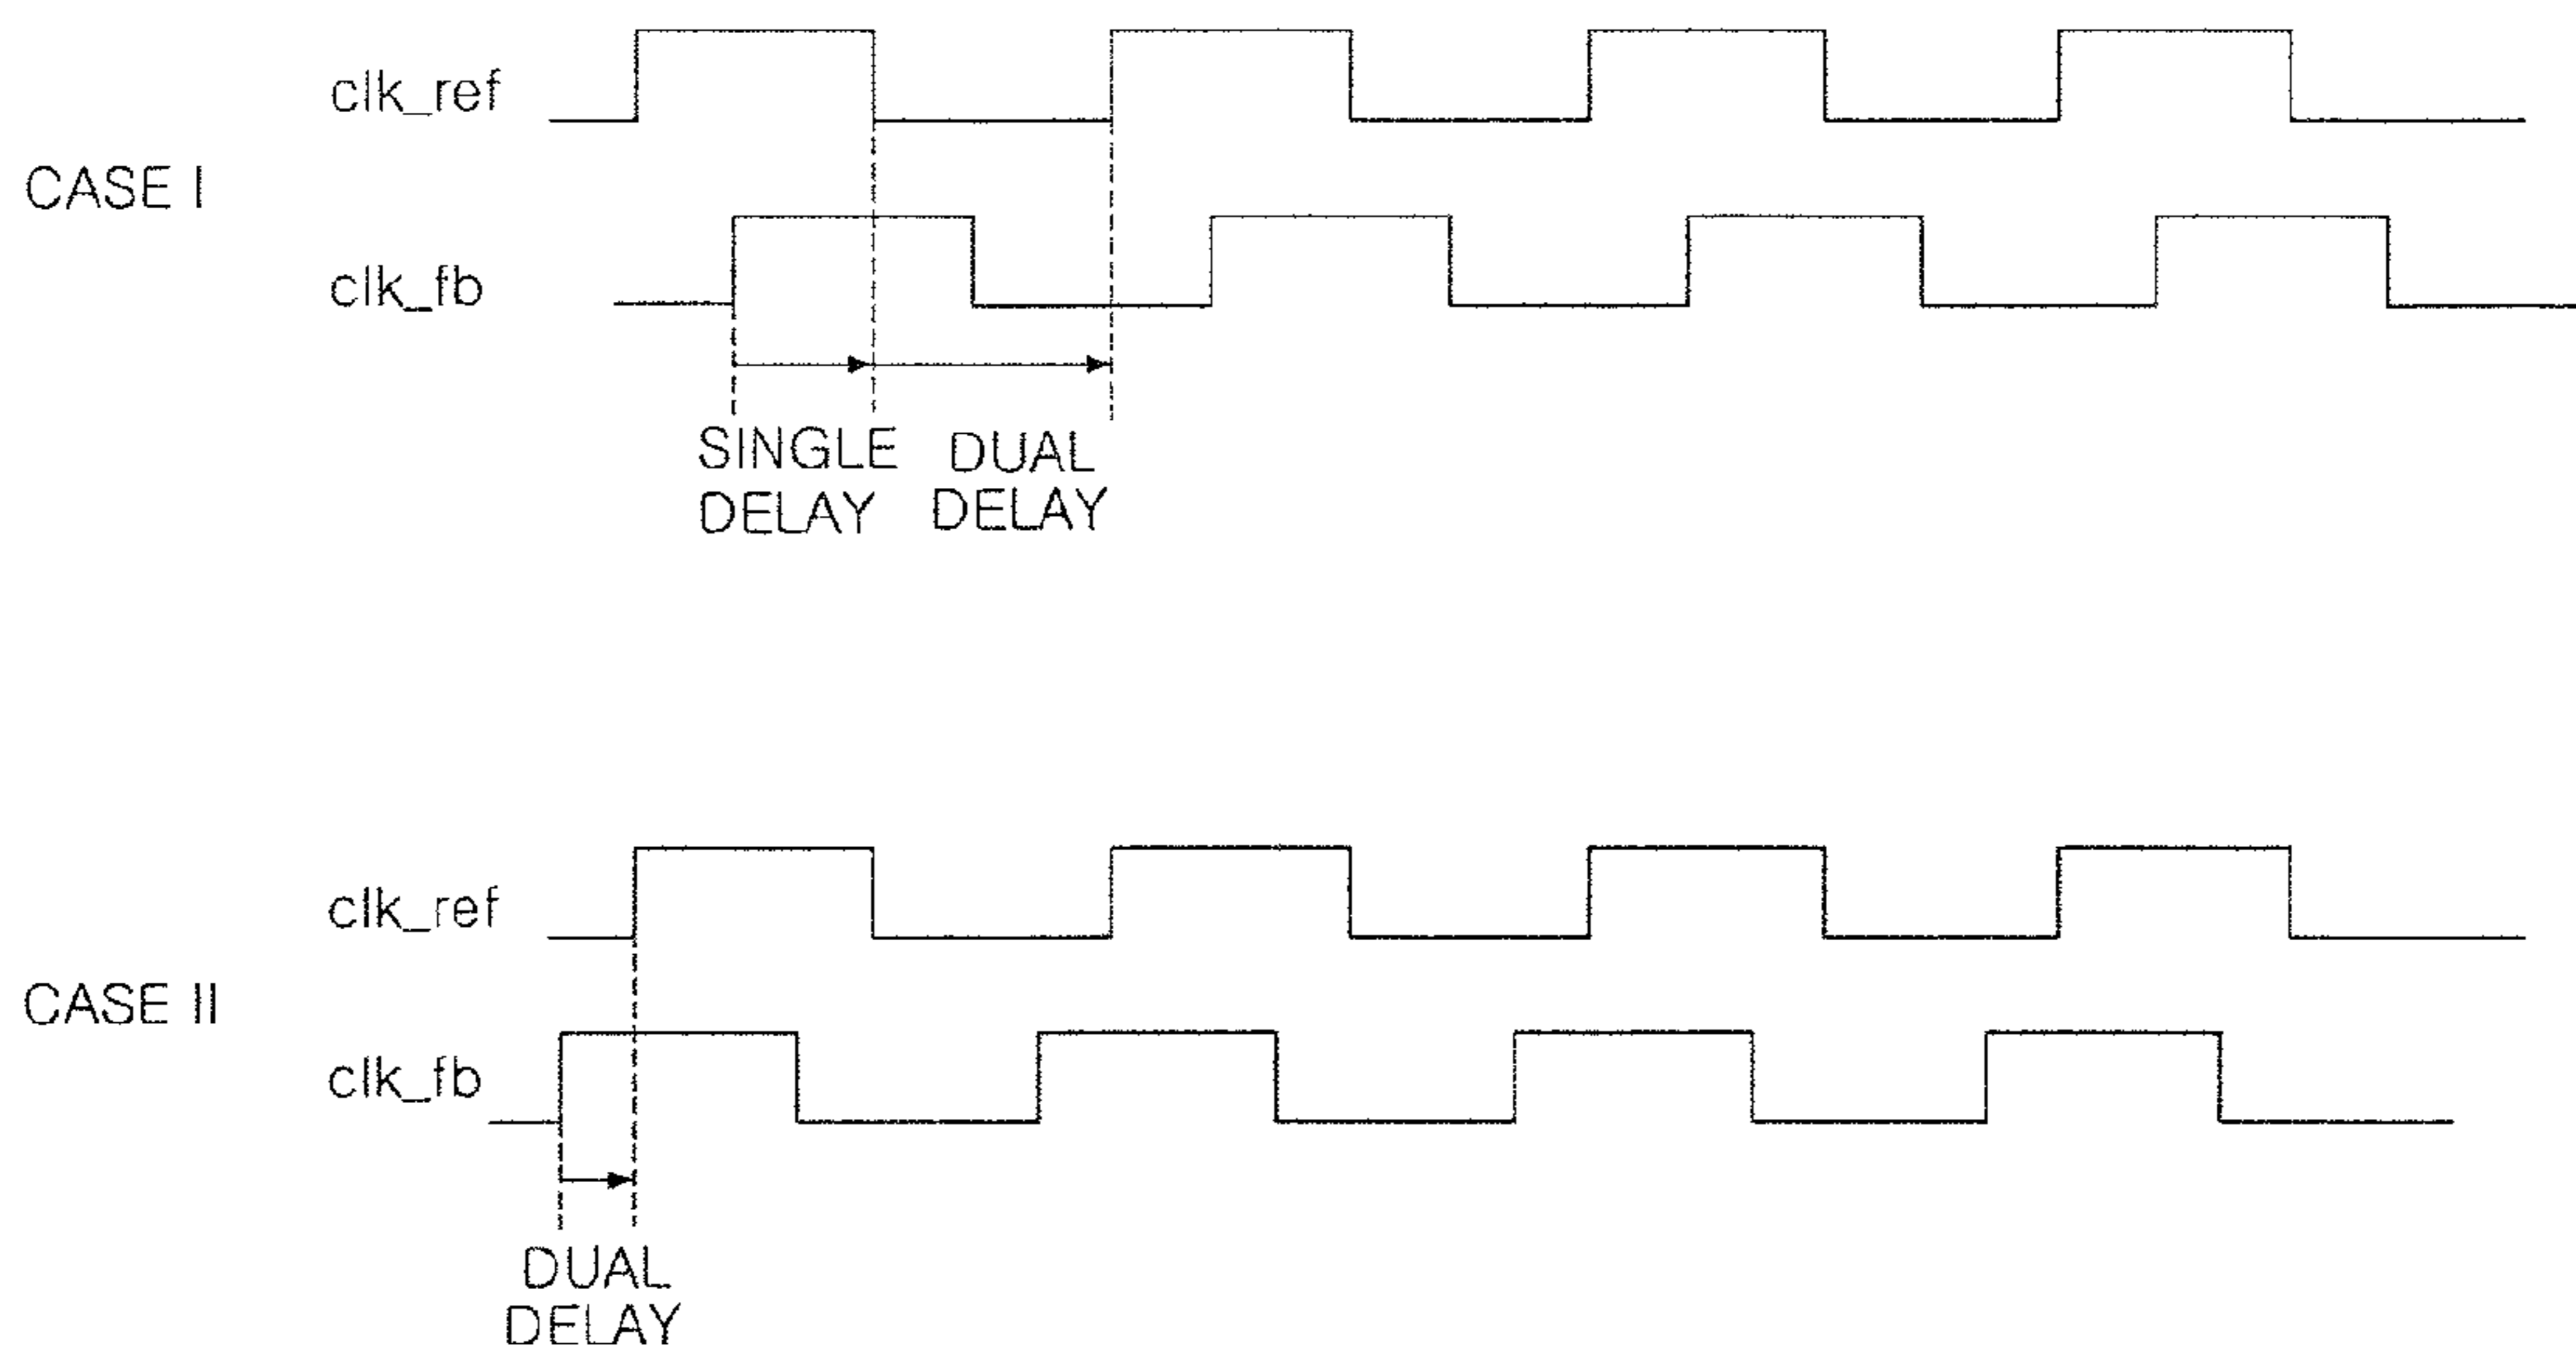 clk_ref
CASE I
clk_fb
SINGLE DELAY
DUAL DELAY
clk_ref
CASE II
clk_fb
DUAL
DELAY